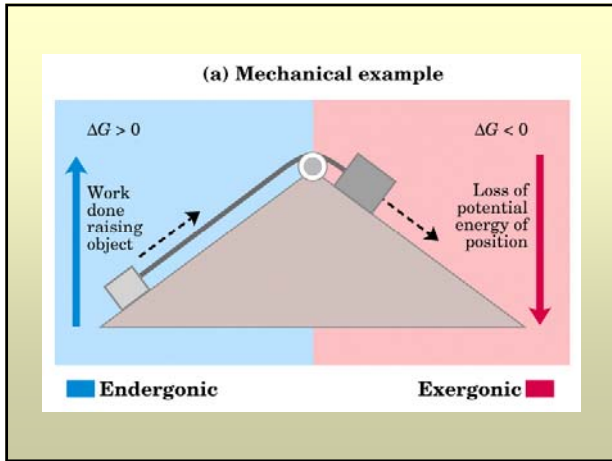 (a) Mechanical example
ΔG > 0
ΔG < 0
Work
done
raising
object
Loss of
potential
energy of
position
Endergonic
Exergonic